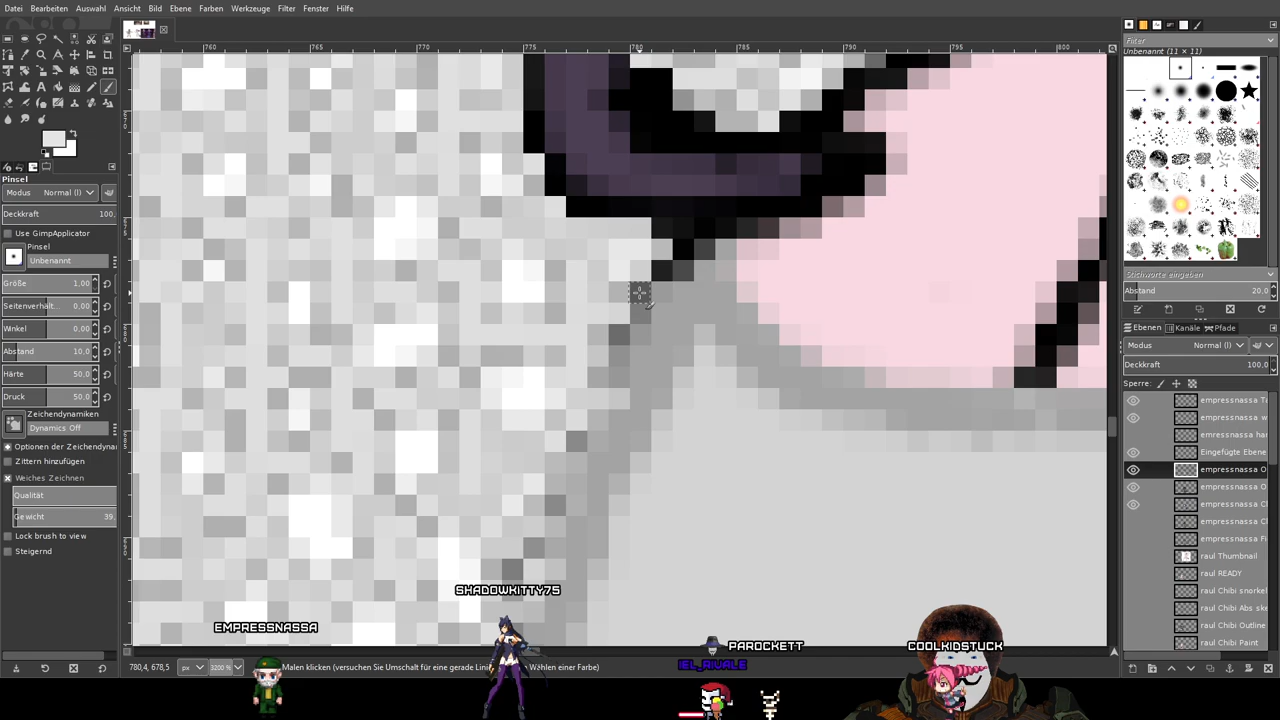 Datei Bearbeiten Auswahl Ansicht Bild Ebene Farben Werkzeuge Filter Fenster Hilfe
760 765 770 775 780 785 790 795 800
Filter
Unbenannt (11 × 11)
Pinsel
Modus Normal (l)
Deckkraft 100,
Use GimpApplicator
Pinsel
Unbenannt
Größe 1,00
Seitenverhält... 0,00
Winkel 0,00
Abstand 10,0
Härte 50,0
Druck 50,0
Zeichendynamiken
Dynamics Off
Optionen der Zeichendyna
Zittern hinzufügen
Weiches Zeichnen
Qualität
Gewicht 39,
Lock brush to view
Steigernd
Stichworte eingeben
Abstand 20,0
Ebenen Kanäle Pfade
Modus Normal (l)
Deckkraft 100,0
Sperre:
empressnassa
empressnassa w
emressnassa har
Eingefügte Ebene
empressnassa O
empressnassa O
empressnassa
empressnassa
empressnassa Fi
raul Thumbnail
raul READY
raul Chibi snorkel
raul Chibi Abs ske
raul Chibi Outline
raul Chibi Paint
780,4, 678,5 px 3200 % Malen klicken (versuchen Sie Umschalt für eine gerade Lini Wählen einer Farbe)
SHADOWKITTY75
EMPRESSNASSA
PAROCKETT
COOLKIDSTUCK